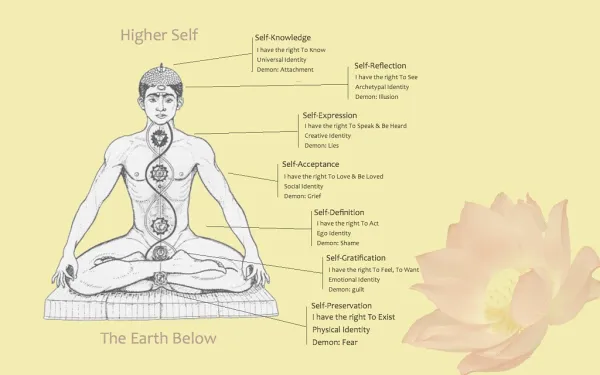 Higher Self
Self-Knowledge
I have the right To Know
Universal Identity
Demon: Attachment
Self-Reflection
I have the right To See
Archetypal Identity
Demon: Illusion
Self-Expression
I have the right To Speak & Be Heard
Creative Identity
Demon: Lies
Self-Acceptance
I have the right To Love & Be Loved
Social Identity
Demon: Grief
Self-Definition
I have the right To Act
Ego Identity
Demon: Shame
Self-Gratification
I have the right To Feel, To Want
Emotional Identity
Demon: guilt
Self-Preservation
I have the right To Exist
Physical Identity
Demon: Fear
The Earth Below